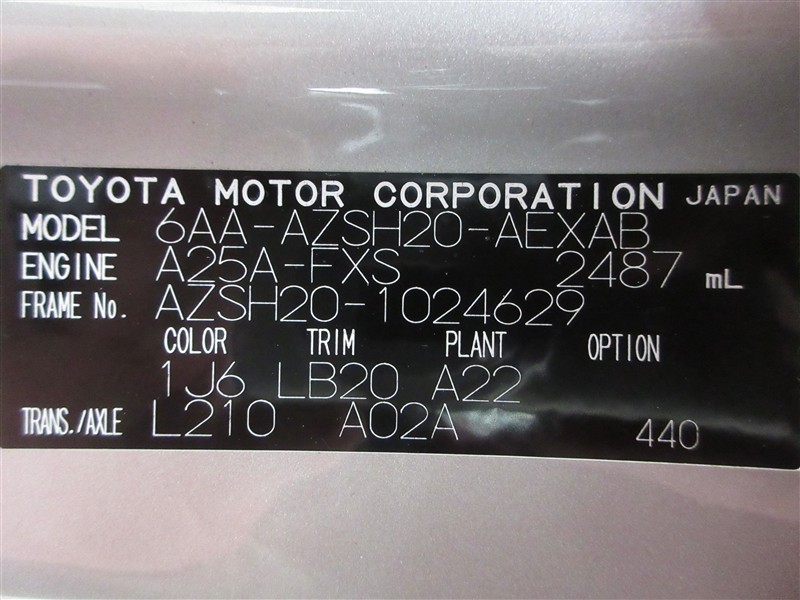 TOYOTA MOTOR CORPORATION JAPAN
MODEL 6AA-AZSH20-AEXAB
ENGINE A25A-FXS 2487 mL
FRAME No. AZSH20-1024629
COLOR TRIM PLANT OPTION
1J6 LB20 A22
TRANS./AXLE L210 A02A 440